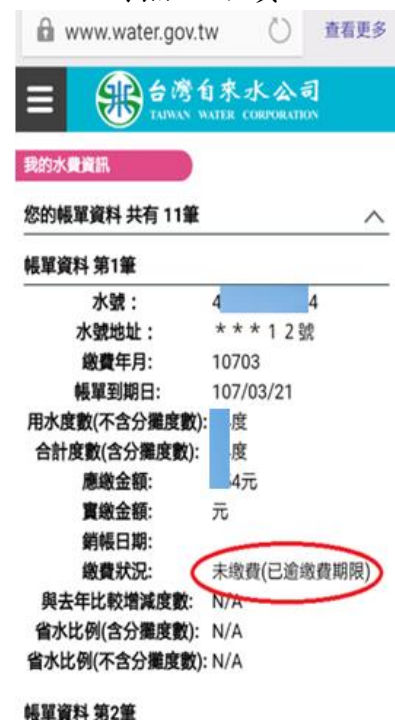 www.water.gov.tw
查看更多
台灣自來水公司
TAIWAN WATER CORPORATION
我的水費資訊
您的帳單資料 共有 11筆
帳單資料 第1筆
水號： 4 4
水號地址： ＊＊＊１２號
繳費年月: 10703
帳單到期日: 107/03/21
用水度數(不含分攤度數): 度
合計度數(含分攤度數): 度
應繳金額: 4元
實繳金額: 元
銷帳日期:
繳費狀況: 未繳費(已逾繳費期限)
與去年比較增減度數: N/A
省水比例(含分攤度數): N/A
省水比例(不含分攤度數): N/A
帳單資料 第2筆